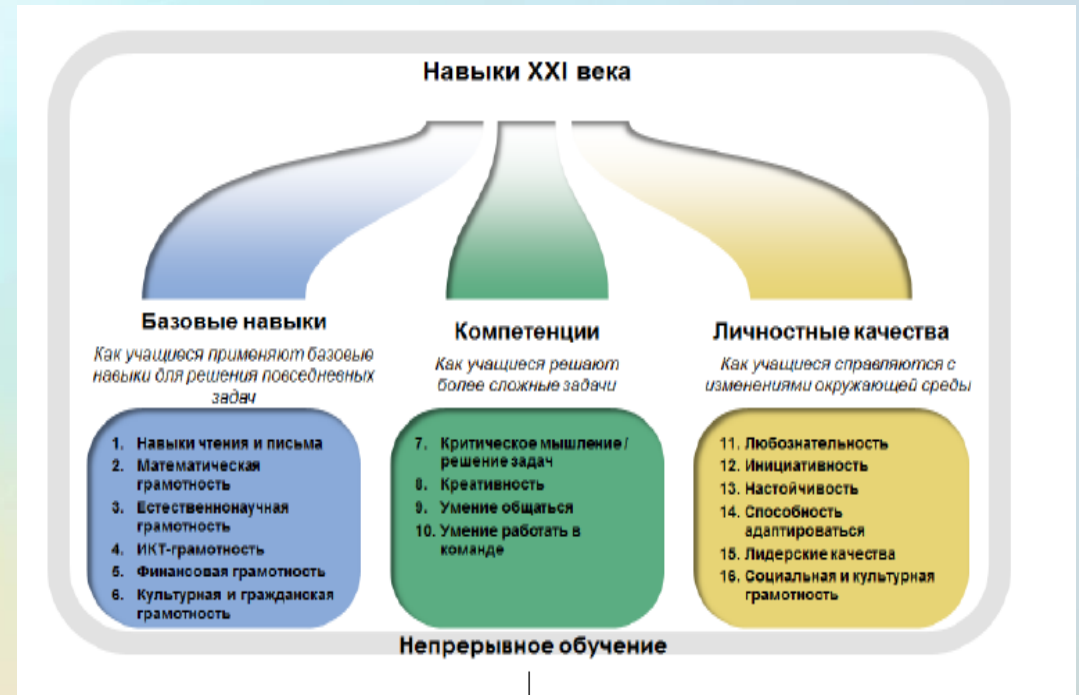 Навыки XXI века
Базовые навыки
Как учащиеся применяют базовые
навыки для решения повседневных
задач
1. Навыки чтения и письма
2. Математическая
грамотность
3. Естественнонаучная
грамотность
4. ИКТ-грамотность
5. Финансовая грамотность
6. Культурная и гражданская
грамотность
Компетенции
Как учащиеся решают
более сложные задачи
7. Критическое мышление /
решение задач
8. Креативность
9. Умение общаться
10. Умение работать в
команде
Личностные качества
Как учащиеся справляются с
изменениями окружающей среды
11. Любознательность
12. Инициативность
13. Настойчивость
14. Способность
адаптироваться
15. Лидерские качества
16. Социальная и культурная
грамотность
Непрерывное обучение